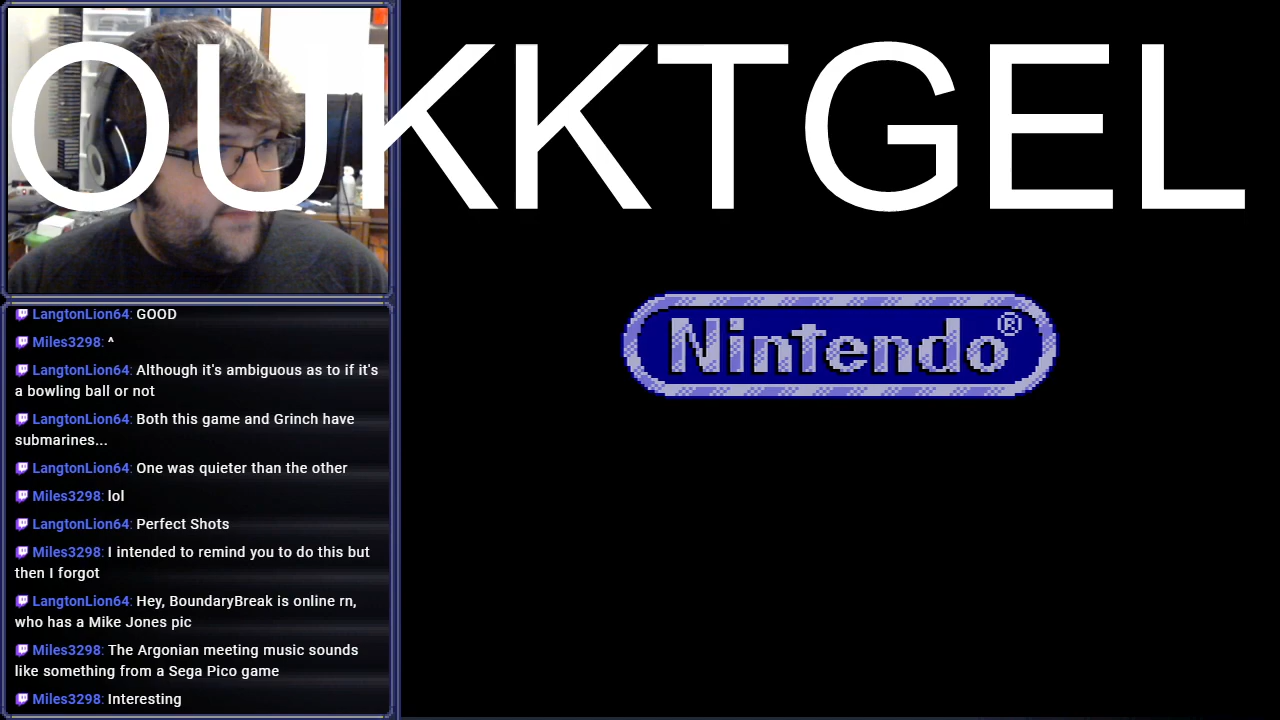 OUKKTGEL
Nintendo®
LangtonLion64: GOOD
Miles3298: ^
LangtonLion64: Although it's ambiguous as to if it's
a bowling ball or not
LangtonLion64: Both this game and Grinch have
submarines...
LangtonLion64: One was quieter than the other
Miles3298: lol
LangtonLion64: Perfect Shots
Miles3298: I intended to remind you to do this but
then I forgot
LangtonLion64: Hey, BoundaryBreak is online rn,
who has a Mike Jones pic
Miles3298: The Argonian meeting music sounds
like something from a Sega Pico game
Miles3298: Interesting